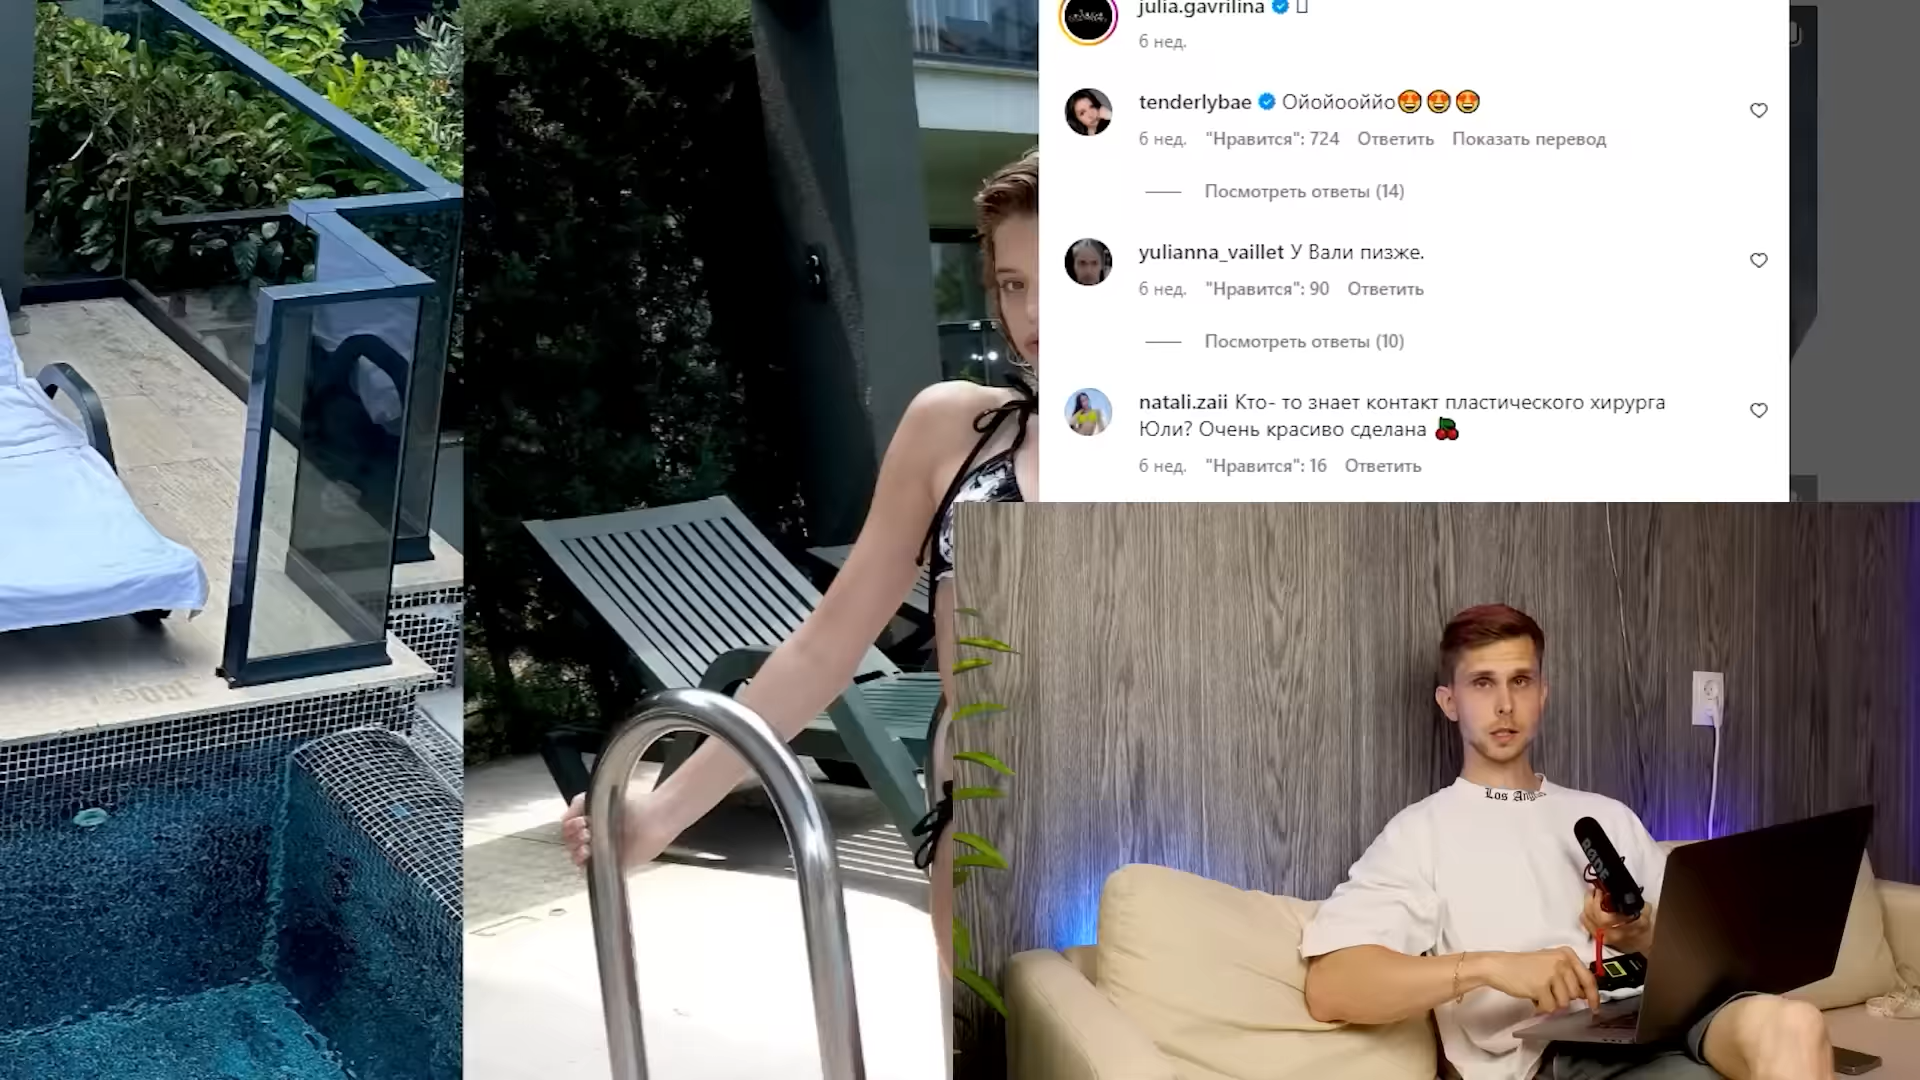 julia.gavrilina
6 нед.
tenderlybae Ойойооййо😍😍😍
6 нед. "Нравится": 724 Ответить Показать перевод
Посмотреть ответы (14)
yulianna_vaillet У Вали пизже.
6 нед. "Нравится": 90 Ответить
Посмотреть ответы (10)
natali.zaii Кто- то знает контакт пластического хирурга
Юли? Очень красиво сделана 🍒
6 нед. "Нравится": 16 Ответить
Los
RODE